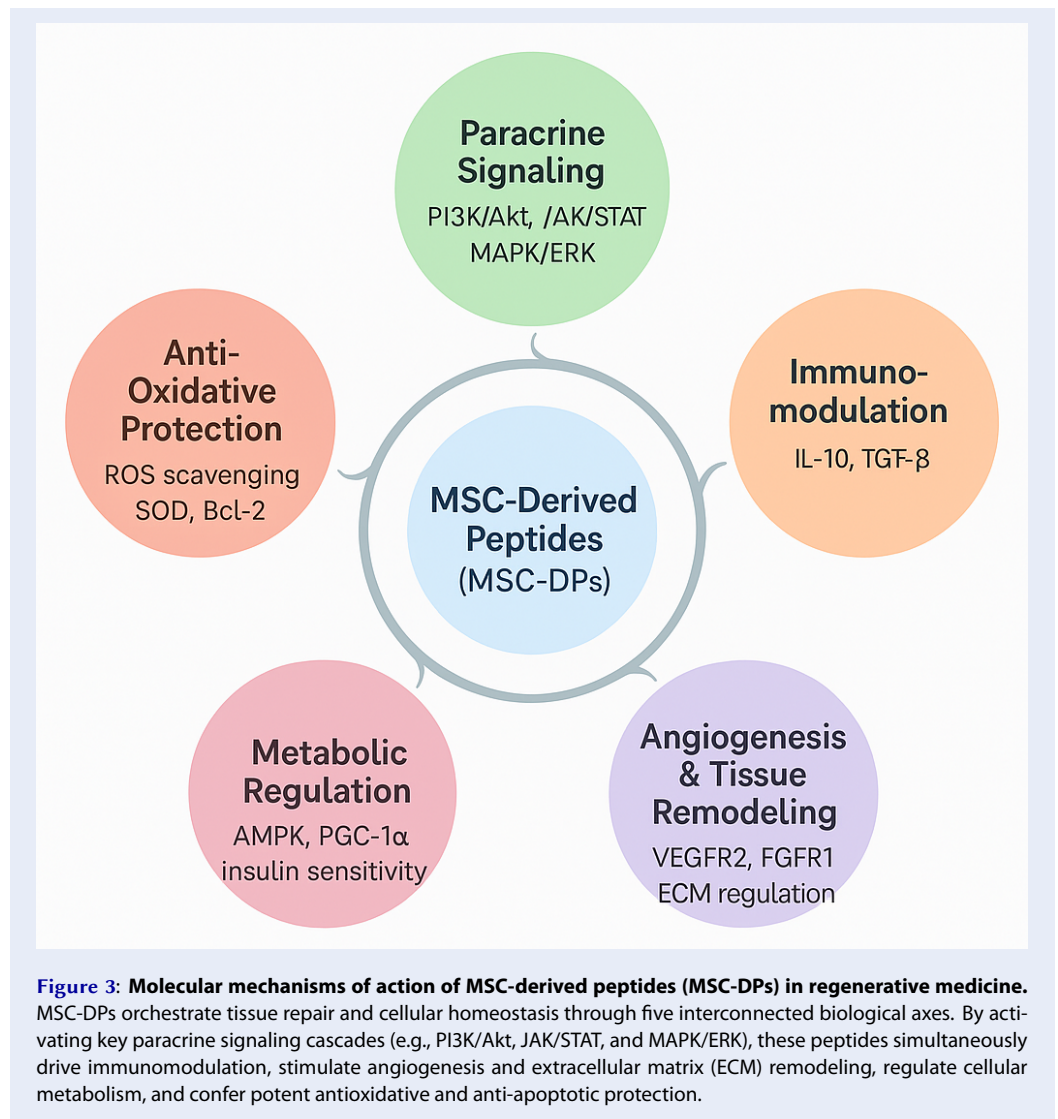 Paracrine
Signaling
PI3K/Akt, /AK/STAT
MAPK/ERK
Anti-
Oxidative
Protection
ROS scavenging
SOD, Bcl-2
Immuno-
modulation
IL-10, TGF-β
MSC-Derived
Peptides
(MSC-DPs)
Metabolic
Regulation
AMPK, PGC-1α
insulin sensitivity
Angiogenesis
& Tissue
Remodeling
VEGFR2, FGFR1
ECM regulation
Figure 3: Molecular mechanisms of action of MSC-derived peptides (MSC-DPs) in regenerative medicine.
MSC-DPs orchestrate tissue repair and cellular homeostasis through five interconnected biological axes. By acti-
vating key paracrine signaling cascades (e.g., PI3K/Akt, JAK/STAT, and MAPK/ERK), these peptides simultaneously
drive immunomodulation, stimulate angiogenesis and extracellular matrix (ECM) remodeling, regulate cellular
metabolism, and confer potent antioxidative and anti-apoptotic protection.